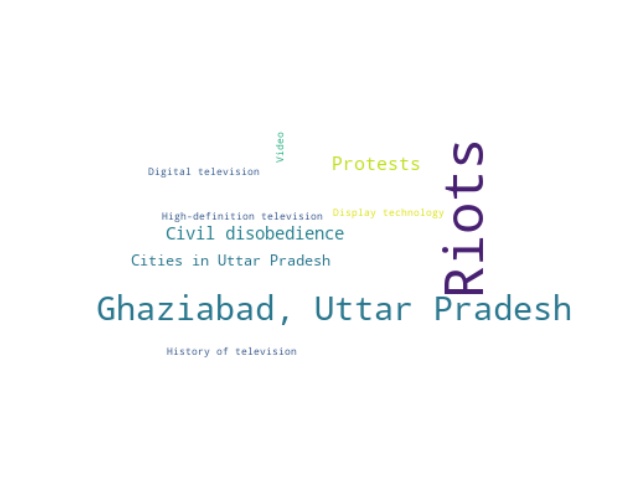 Video
Protests
Digital television
Riots
High-definition television
Display technology
Civil disobedience
Cities in Uttar Pradesh
Ghaziabad, Uttar Pradesh
History of television